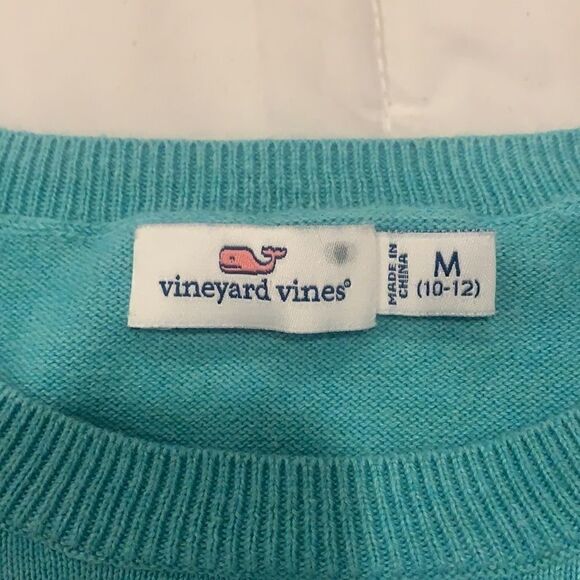 vineyard vines®
MADE IN
CHINA
M
(10-12)